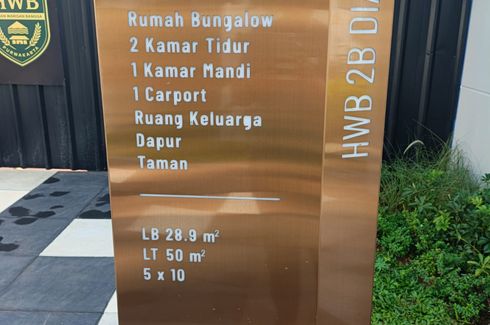 HWB
PURWAKARTA
Rumah Bungalow
2 Kamar Tidur
1 Kamar Mandi
1 Carport
Ruang Keluarga
Dapur
Taman
LB 28.9 m²
LT 50 m²
5 x 10
HWB 2B